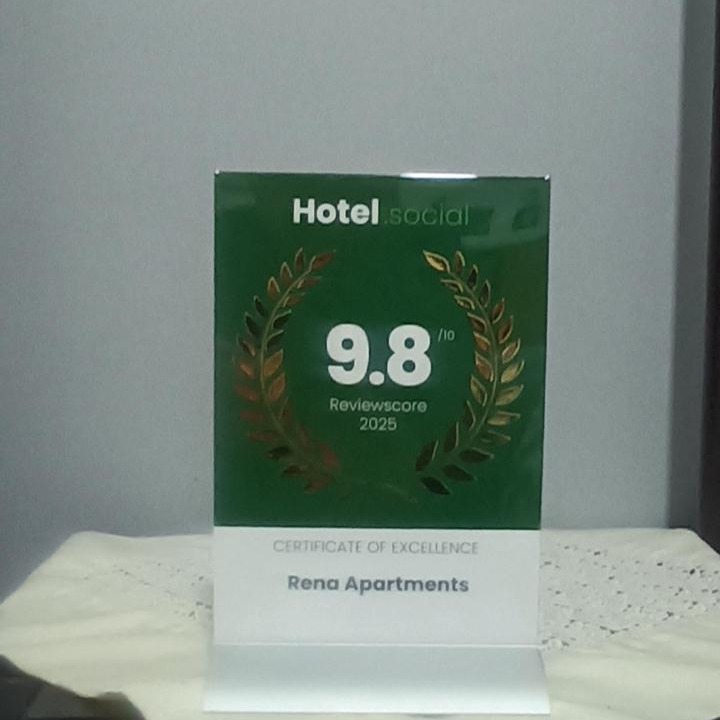 Hotel.social
9.8/10
Reviewscore
2025
CERTIFICATE OF EXCELLENCE
Rena Apartments